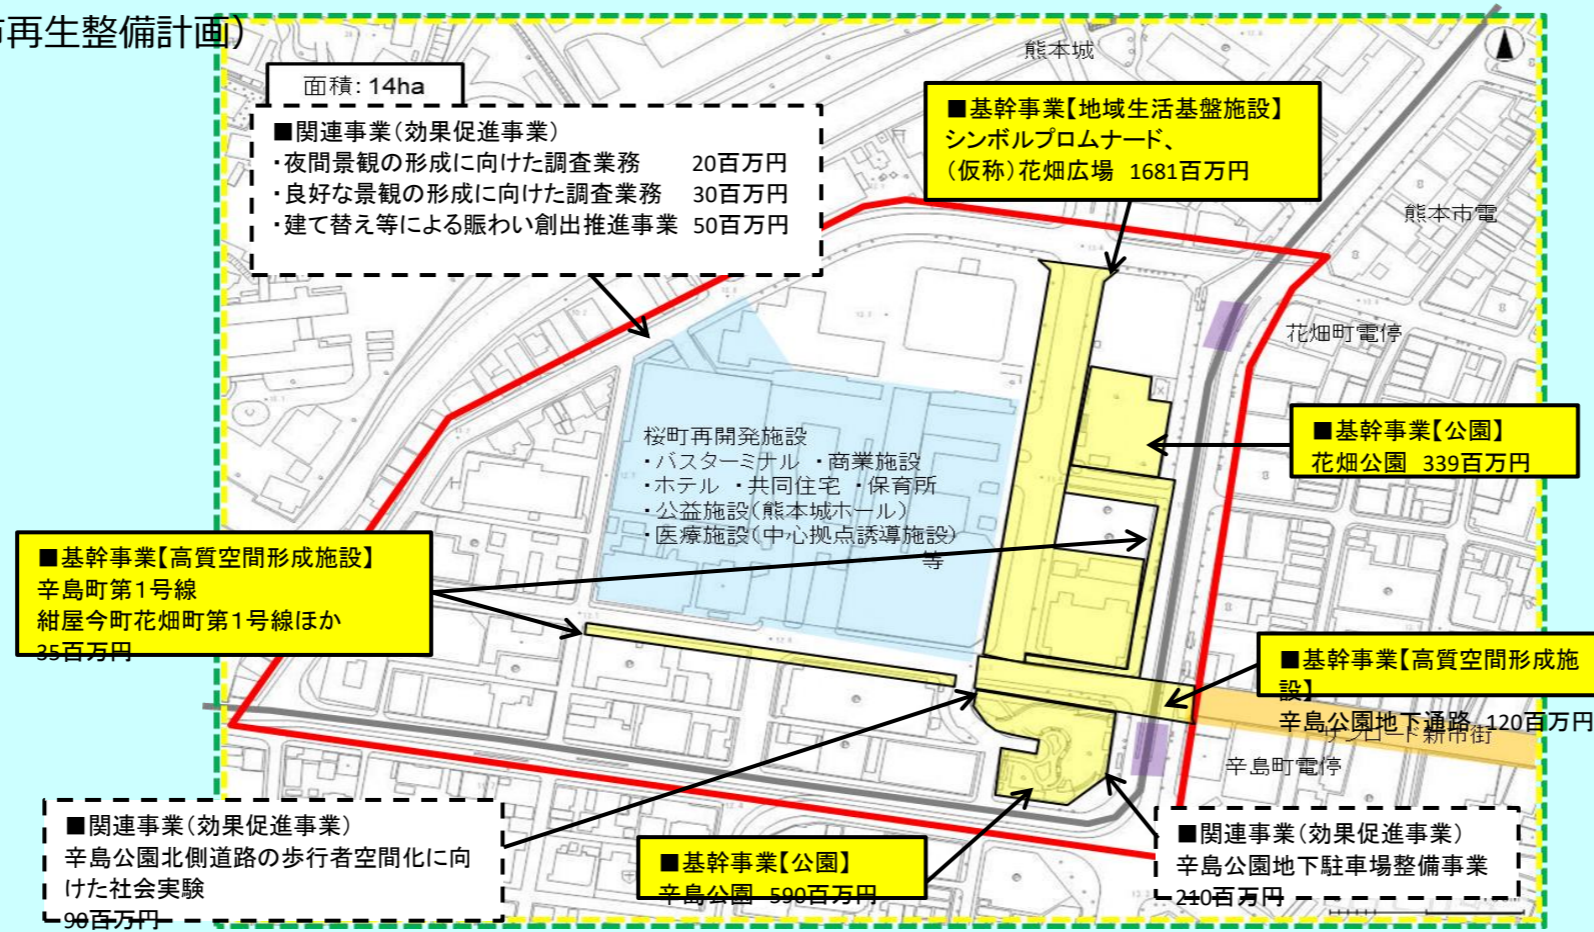 市再生整備計画)
熊本城
面積：14ha
■関連事業(効果促進事業)
・夜間景観の形成に向けた調査業務 20百万円
・良好な景観の形成に向けた調査業務 30百万円
・建て替え等による賑わい創出推進事業 50百万円
■基幹事業【地域生活基盤施設】
シンボルプロムナード、
(仮称)花畑広場 1681百万円
熊本市電
花畑町電停
■基幹事業【公園】
花畑公園 339百万円
桜町再開発施設
・バスターミナル ・商業施設
・ホテル ・共同住宅 ・保育所
・公益施設(熊本城ホール)
・医療施設(中心拠点誘導施設)
等
■基幹事業【高質空間形成施設】
辛島町第1号線
紺屋今町花畑町第1号線ほか
35百万円
■基幹事業【高質空間形成施
設】
辛島公園地下通路 120百万円
サンロード新市街
辛島町電停
■関連事業(効果促進事業)
辛島公園北側道路の歩行者空間化に向
けた社会実験
90百万円
■基幹事業【公園】
辛島公園 590百万円
■関連事業(効果促進事業)
辛島公園地下駐車場整備事業
210百万円